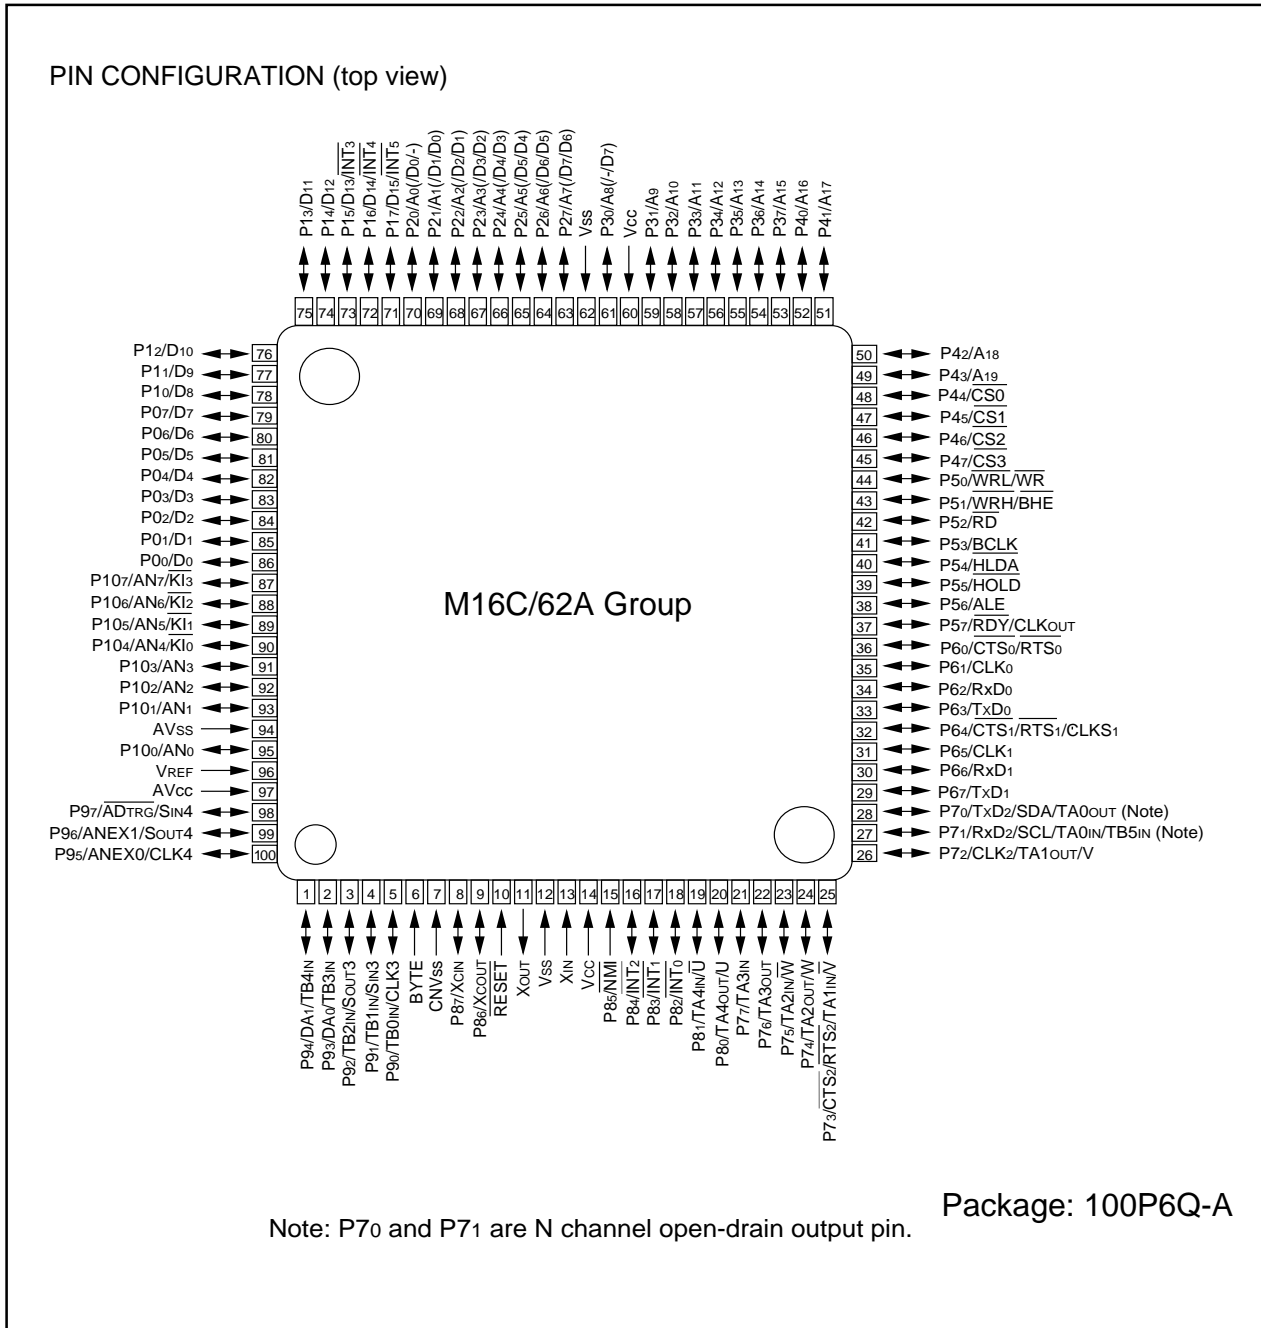 PIN CONFIGURATION (top view)
P13/D11
P14/D12
P15/D13/INT3
P16/D14/INT4
P17/D15/INT5
P20/A0(/D0/-)
P21/A1(/D1/D0)
P22/A2(/D2/D1)
P23/A3(/D3/D2)
P24/A4(/D4/D3)
P25/A5(/D5/D4)
P26/A6(/D6/D5)
P27/A7(/D7/D6)
Vss
P30/A8(/-/D7)
Vcc
P31/A9
P32/A10
P33/A11
P34/A12
P35/A13
P36/A14
P37/A15
P40/A16
P41/A17
75 74 73 72 71 70 69 68 67 66 65 64 63 62 61 60 59 58 57 56 55 54 53 52 51
P12/D10 76
P11/D9 77
P10/D8 78
P07/D7 79
P06/D6 80
P05/D5 81
P04/D4 82
P03/D3 83
P02/D2 84
P01/D1 85
P00/D0 86
P107/AN7/KI3 87
P106/AN6/KI2 88
P105/AN5/KI1 89
P104/AN4/KI0 90
P103/AN3 91
P102/AN2 92
P101/AN1 93
AVss 94
P100/AN0 95
VREF 96
AVcc 97
P97/ADTRG/SIN4 98
P96/ANEX1/SOUT4 99
P95/ANEX0/CLK4 100
M16C/62A Group
50 P42/A18
49 P43/A19
48 P44/CS0
47 P45/CS1
46 P46/CS2
45 P47/CS3
44 P50/WRL/WR
43 P51/WRH/BHE
42 P52/RD
41 P53/BCLK
40 P54/HLDA
39 P55/HOLD
38 P56/ALE
37 P57/RDY/CLKOUT
36 P60/CTS0/RTS0
35 P61/CLK0
34 P62/RxD0
33 P63/TxD0
32 P64/CTS1/RTS1/CLKS1
31 P65/CLK1
30 P66/RxD1
29 P67/TxD1
28 P70/TxD2/SDA/TA0OUT (Note)
27 P71/RxD2/SCL/TA0IN/TB5IN (Note)
26 P72/CLK2/TA1OUT/V
1 2 3 4 5 6 7 8 9 10 11 12 13 14 15 16 17 18 19 20 21 22 23 24 25
P94/DA1/TB4IN
P93/DA0/TB3IN
P92/TB2IN/SOUT3
P91/TB1IN/SIN3
P90/TB0IN/CLK3
BYTE
CNVss
P87/XCIN
P86/XCOUT
RESET
XOUT
Vss
XIN
Vcc
P85/NMI
P84/INT2
P83/INT1
P82/INT0
P81/TA4IN/U
P80/TA4OUT/U
P77/TA3IN
P76/TA3OUT
P75/TA2IN/W
P74/TA2OUT/W
P73/CTS2/RTS2/TA1IN/V
Package: 100P6Q-A
Note: P70 and P71 are N channel open-drain output pin.